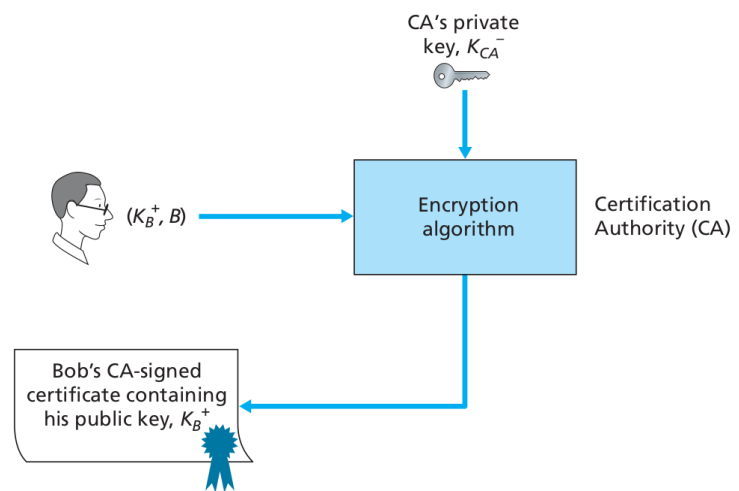 CA's private
key, K_CA^−
(K_B^+, B)
Encryption
algorithm
Certification
Authority (CA)
Bob's CA-signed
certificate containing
his public key, K_B^+